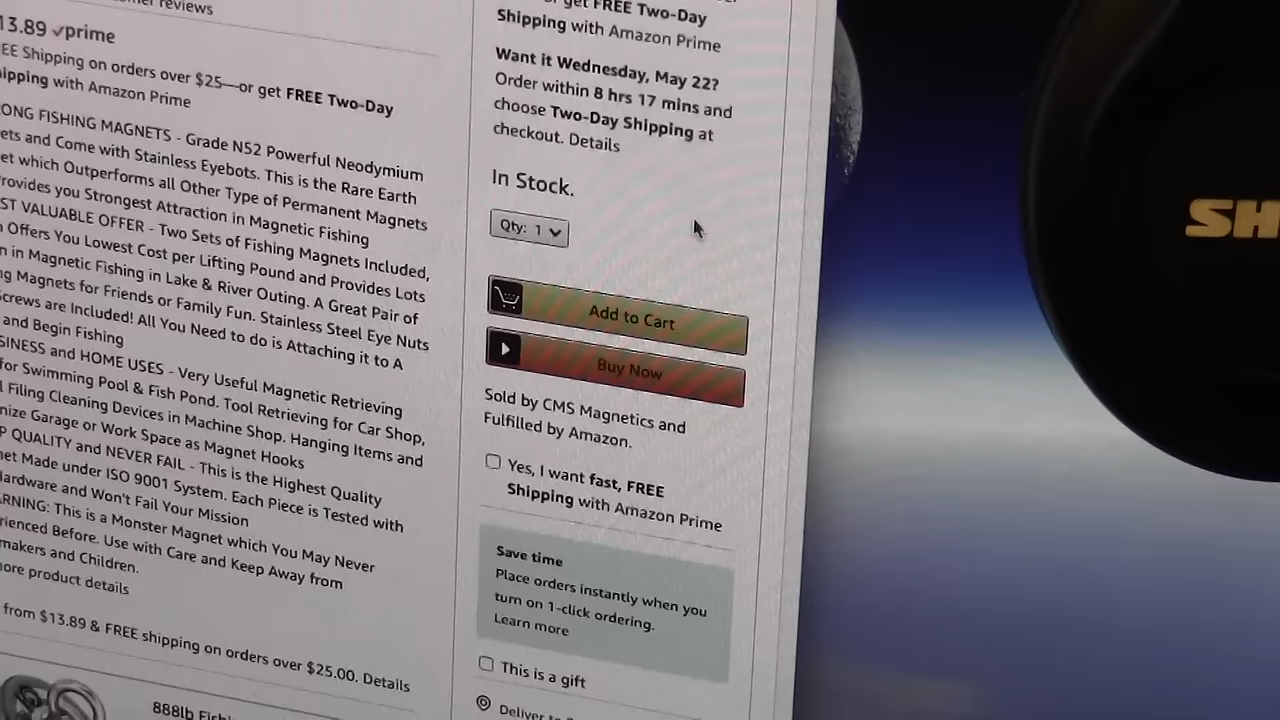 reviews
13.89 prime
EE Shipping on orders over $25—or get FREE Two-Day
Shipping with Amazon Prime
ONG FISHING MAGNETS - Grade N52 Powerful Neodymium
ets and Come with Stainless Eyebots. This is the Rare Earth
et which Outperforms all Other Type of Permanent Magnets
rovides you Strongest Attraction in Magnetic Fishing
ST VALUABLE OFFER - Two Sets of Fishing Magnets Included,
h Offers You Lowest Cost per Lifting Pound and Provides Lots
n in Magnetic Fishing in Lake & River Outing. A Great Pair of
ng Magnets for Friends or Family Fun. Stainless Steel Eye Nuts
Screws are Included! All You Need to do is Attaching it to A
and Begin Fishing
SINESS and HOME USES - Very Useful Magnetic Retrieving
for Swimming Pool & Fish Pond. Tool Retrieving for Car Shop,
l Filing Cleaning Devices in Machine Shop. Hanging Items and
nize Garage or Work Space as Magnet Hooks
P QUALITY and NEVER FAIL - This is the Highest Quality
net Made under ISO 9001 System. Each Piece is Tested with
Hardware and Won't Fail Your Mission
RNING: This is a Monster Magnet which You May Never
rienced Before. Use with Care and Keep Away from
makers and Children.
ore product details
from $13.89 & FREE shipping on orders over $25.00. Details
888lb
or get FREE Two-Day
Shipping with Amazon Prime
Want it Wednesday, May 22?
Order within 8 hrs 17 mins and
choose Two-Day Shipping at
checkout. Details
In Stock.
Qty: 1
Add to Cart
Buy Now
Sold by CMS Magnetics and
Fulfilled by Amazon.
Yes, I want fast, FREE
Shipping with Amazon Prime
Save time
Place orders instantly when you
turn on 1-click ordering.
Learn more
This is a gift
Deliver to
SH